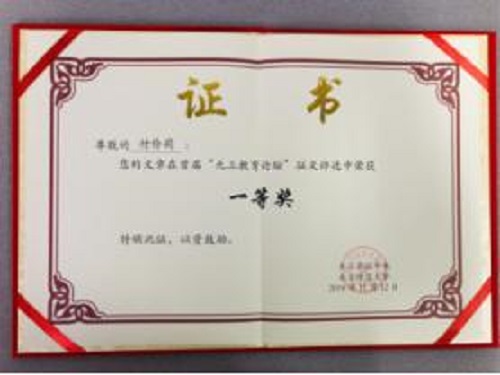 证 书
尊敬的 付伶莉 :
您的文章在首届“九三教育论坛”征文评选中荣获
一等奖
特颁此证,以资鼓励。